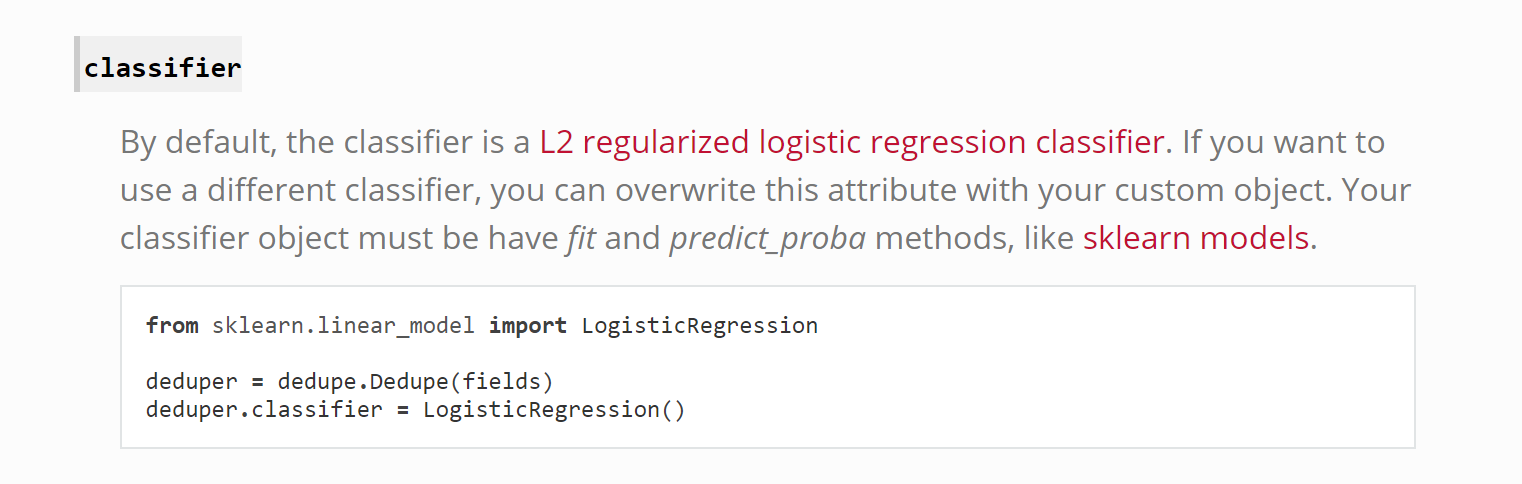 classifier
By default, the classifier is a L2 regularized logistic regression classifier. If you want to
use a different classifier, you can overwrite this attribute with your custom object. Your
classifier object must be have fit and predict_proba methods, like sklearn models.
from sklearn.linear_model import LogisticRegression
deduper = dedupe.Dedupe(fields)
deduper.classifier = LogisticRegression()